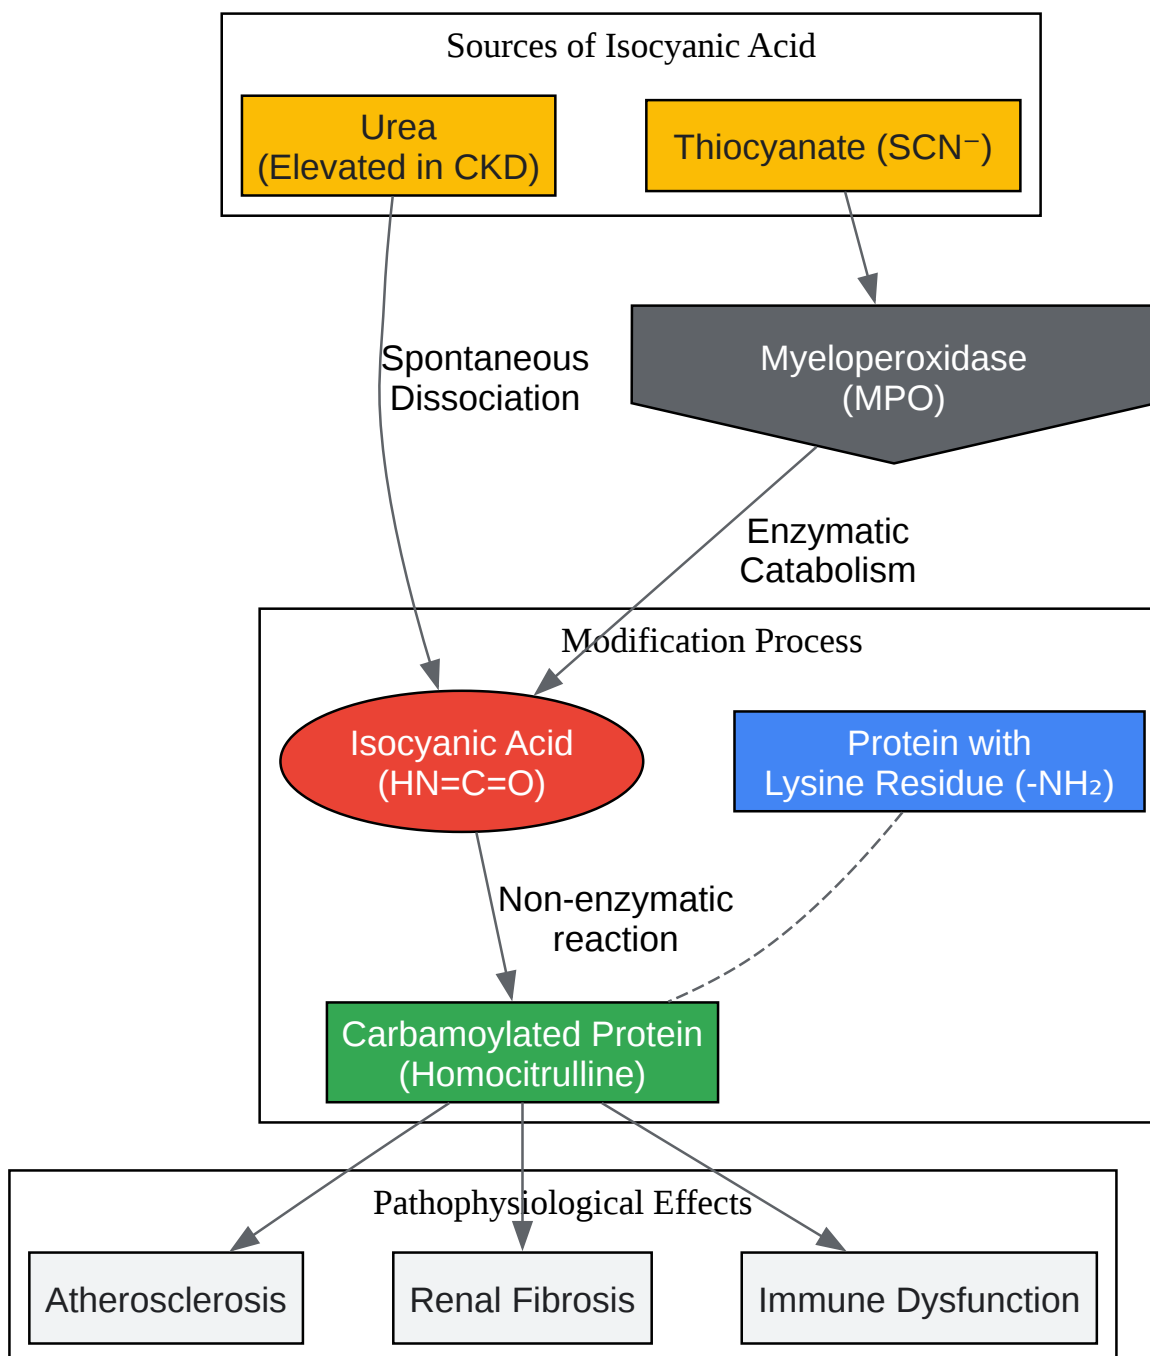 Sources of Isocyanic Acid
Urea
(Elevated in CKD)
Thiocyanate (SCN⁻)
Spontaneous
Dissociation
Myeloperoxidase
(MPO)
Enzymatic
Catabolism
Modification Process
Isocyanic Acid
(HN=C=O)
Protein with
Lysine Residue (-NH₂)
Non-enzymatic
reaction
Carbamoylated Protein
(Homocitrulline)
Pathophysiological Effects
Atherosclerosis
Renal Fibrosis
Immune Dysfunction